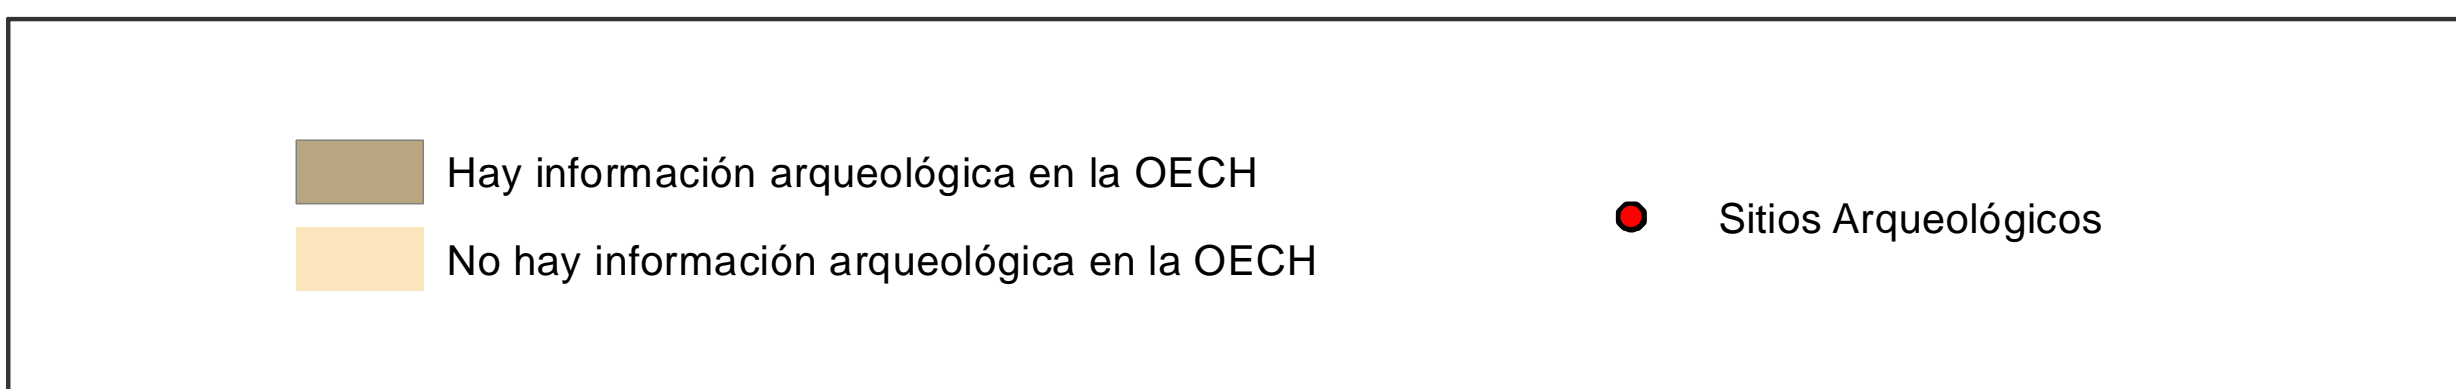 Hay información arqueológica en la OECH
No hay información arqueológica en la OECH
Sitios Arqueológicos